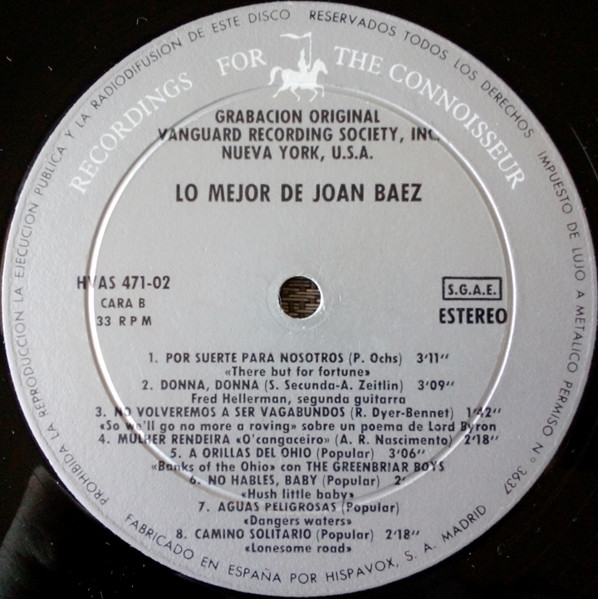 RESERVADOS TODOS LOS DERECHOS IMPUESTO DE LUJO A METALICO PERMISO Nº 3637
PROHIBIDA LA REPRODUCCION LA EJECUCION PUBLICA Y LA RADIODIFUSION DE ESTE DISCO
RECORDINGS FOR THE CONNOISSEUR
GRABACION ORIGINAL
VANGUARD RECORDING SOCIETY, INC.
NUEVA YORK, U.S.A.
LO MEJOR DE JOAN BAEZ
HVAS 471-02
CARA B
33 RPM
S.G.A.E.
ESTEREO
1. POR SUERTE PARA NOSOTROS (P. Ochs) 3'11''
«There but for fortune»
2. DONNA, DONNA (S. Secunda-A. Zeitlin) 3'09''
Fred Hellerman, segunda guitarra
3. NO VOLVEREMOS A SER VAGABUNDOS (R. Dyer-Bennet) 1'42''
«So we'll go no more a roving» sobre un poema de Lord Byron
4. MULHER RENDEIRA «O'cangaceiro» (A. R. Nascimento) 2'18''
5. A ORILLAS DEL OHIO (Popular) 3'06''
«Banks of the Ohio» con THE GREENBRIAR BOYS
6. NO HABLES, BABY (Popular) 2'
«Hush little baby»
7. AGUAS PELIGROSAS (Popular)
«Dangers waters»
8. CAMINO SOLITARIO (Popular) 2'18''
«Lonesome road»
FABRICADO EN ESPAÑA POR HISPAVOX, S. A. MADRID